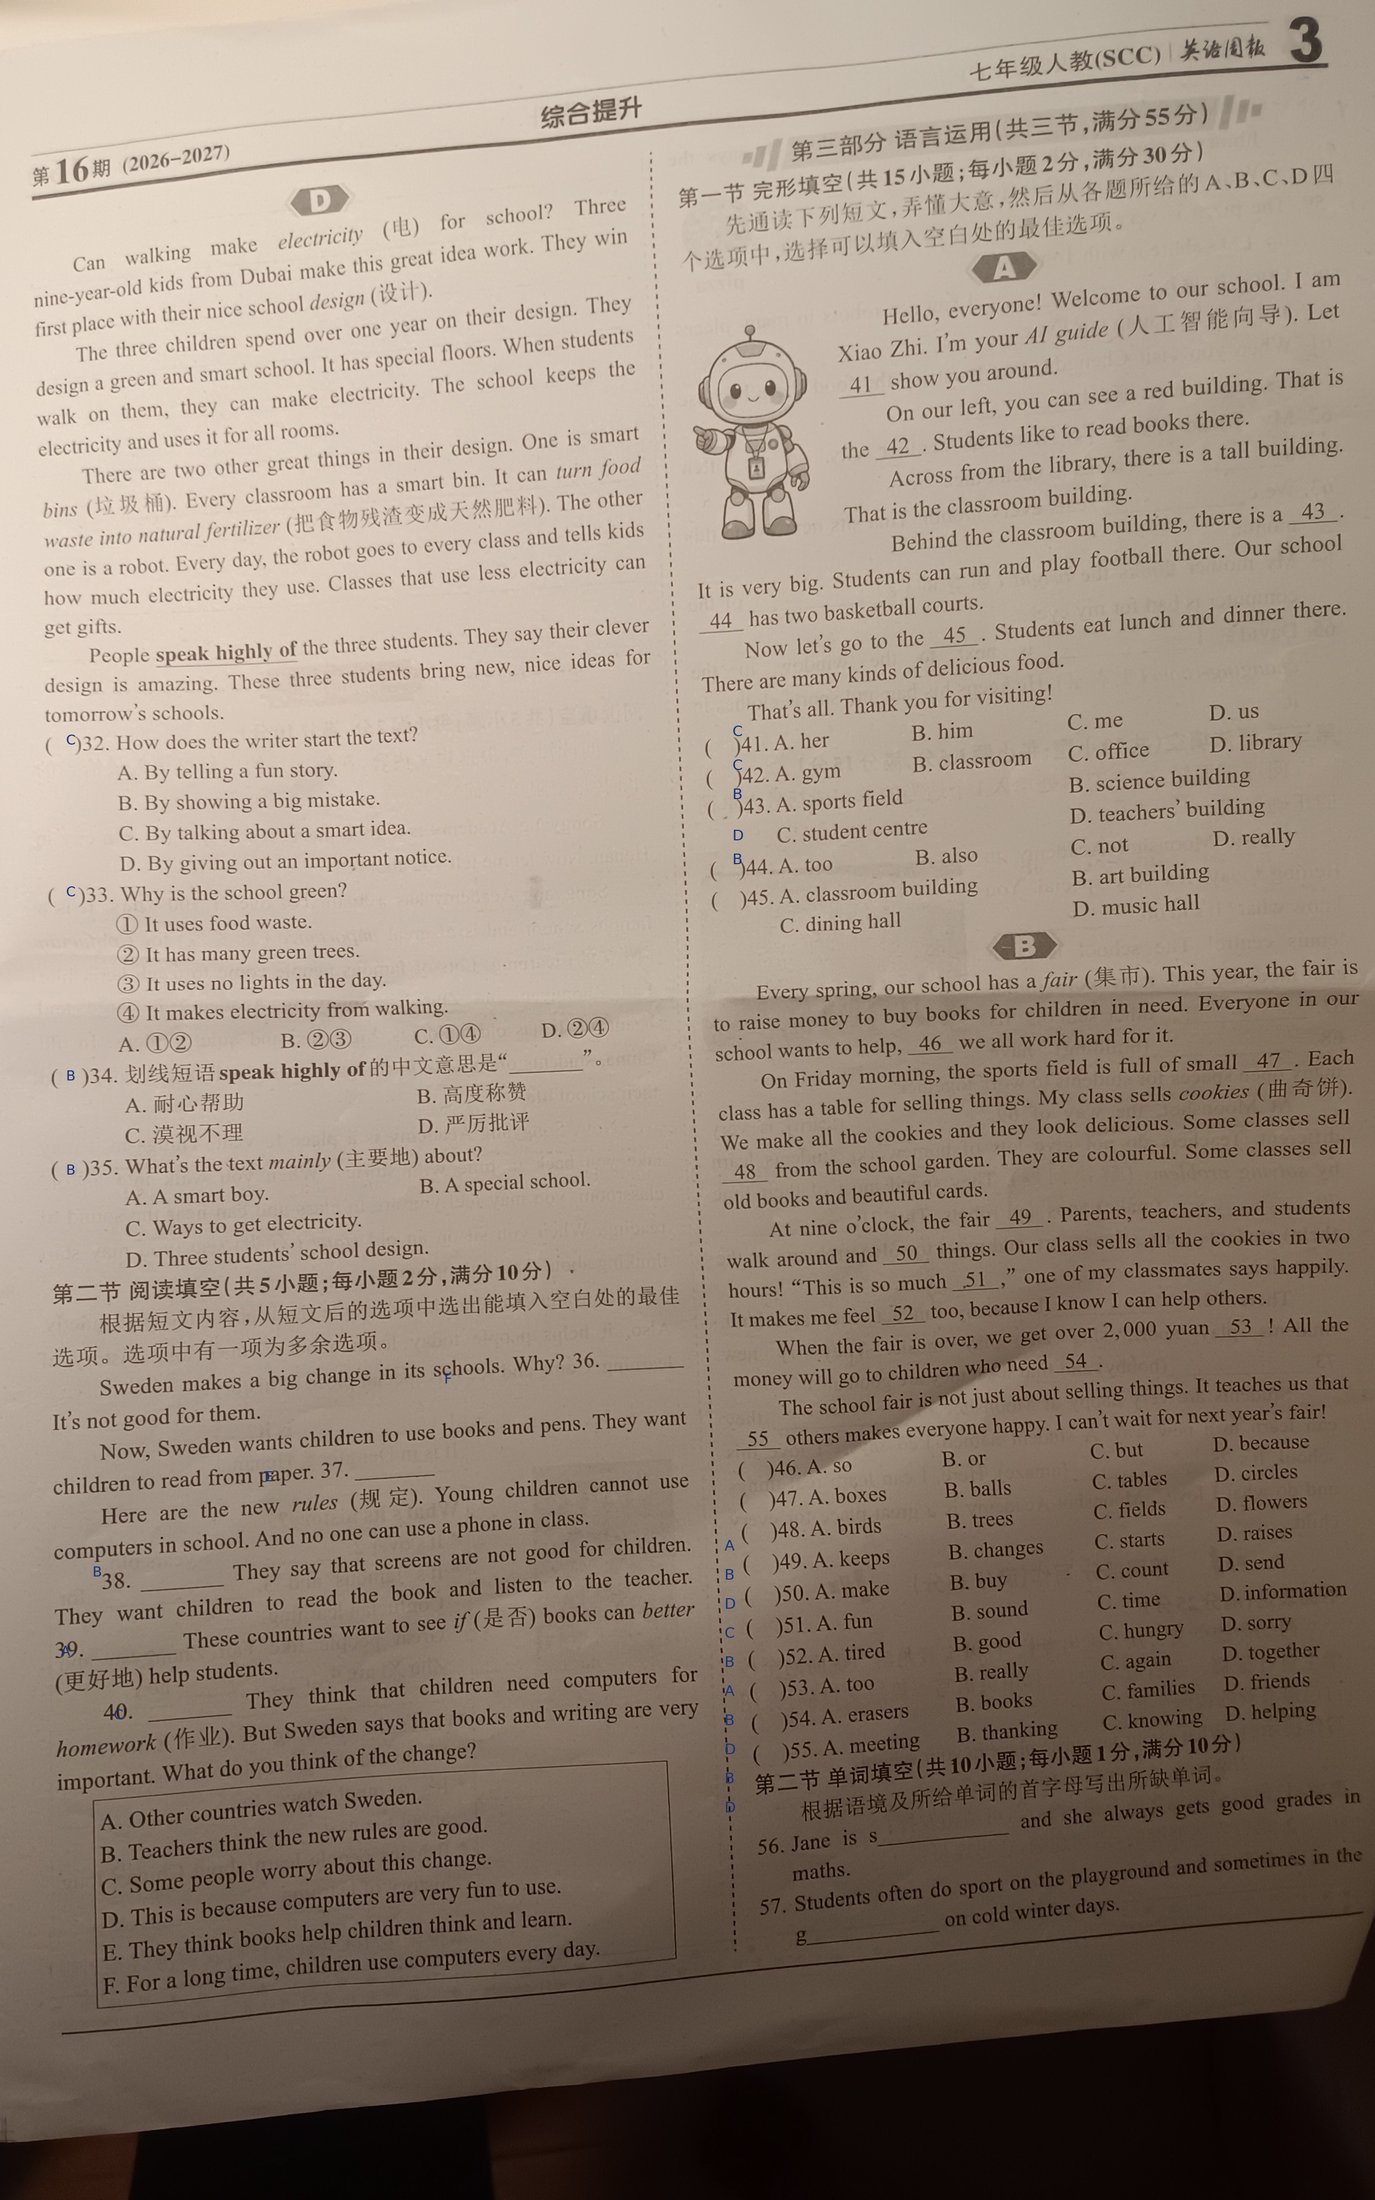 七年级人教(SCC) 英语周报 3
综合提升
第16期 (2026-2027)
D
Can walking make electricity (电) for school? Three
nine-year-old kids from Dubai make this great idea work. They win
first place with their nice school design (设计).
The three children spend over one year on their design. They
design a green and smart school. It has special floors. When students
walk on them, they can make electricity. The school keeps the
electricity and uses it for all rooms.
There are two other great things in their design. One is smart
bins (垃圾桶). Every classroom has a smart bin. It can turn food
waste into natural fertilizer (把食物残渣变成天然肥料). The other
one is a robot. Every day, the robot goes to every class and tells kids
how much electricity they use. Classes that use less electricity can
get gifts.
People speak highly of the three students. They say their clever
design is amazing. These three students bring new, nice ideas for
tomorrow's schools.
( C )32. How does the writer start the text?
A. By telling a fun story.
B. By showing a big mistake.
C. By talking about a smart idea.
D. By giving out an important notice.
( C )33. Why is the school green?
① It uses food waste.
② It has many green trees.
③ It uses no lights in the day.
④ It makes electricity from walking.
A. ①② B. ②③ C. ①④ D. ②④
( B )34. 划线短语speak highly of的中文意思是“______”。
A. 耐心帮助 B. 高度称赞
C. 漠视不理 D. 严厉批评
( B )35. What's the text mainly (主要地) about?
A. A smart boy. B. A special school.
C. Ways to get electricity.
D. Three students' school design.
第二节 阅读填空(共5小题;每小题2分,满分10分)
根据短文内容,从短文后的选项中选出能填入空白处的最佳
选项。选项中有一项为多余选项。
Sweden makes a big change in its schools. Why? 36. ______
F
It's not good for them.
Now, Sweden wants children to use books and pens. They want
children to read from paper. 37. ______
E
Here are the new rules (规定). Young children cannot use
computers in school. And no one can use a phone in class.
B
38. ______ They say that screens are not good for children.
They want children to read the book and listen to the teacher.
39. ______ These countries want to see if (是否) books can better
A
(更好地) help students.
40. ______ They think that children need computers for
C
homework (作业). But Sweden says that books and writing are very
important. What do you think of the change?
A. Other countries watch Sweden.
B. Teachers think the new rules are good.
C. Some people worry about this change.
D. This is because computers are very fun to use.
E. They think books help children think and learn.
F. For a long time, children use computers every day.
第三部分 语言运用(共三节,满分55分)
第一节 完形填空(共15小题;每小题2分,满分30分)
先通读下列短文,弄懂大意,然后从各题所给的A、B、C、D四
个选项中,选择可以填入空白处的最佳选项。
A
Hello, everyone! Welcome to our school. I am
Xiao Zhi. I'm your AI guide (人工智能向导). Let
41 show you around.
On our left, you can see a red building. That is
the 42 . Students like to read books there.
Across from the library, there is a tall building.
That is the classroom building.
Behind the classroom building, there is a 43 .
It is very big. Students can run and play football there. Our school
44 has two basketball courts.
Now let's go to the 45 . Students eat lunch and dinner there.
There are many kinds of delicious food.
That's all. Thank you for visiting!
C
( )41. A. her B. him C. me D. us
C
( )42. A. gym B. classroom C. office D. library
B
( )43. A. sports field B. science building
D C. student centre D. teachers' building
( B )44. A. too B. also C. not D. really
( )45. A. classroom building B. art building
C. dining hall D. music hall
B
Every spring, our school has a fair (集市). This year, the fair is
to raise money to buy books for children in need. Everyone in our
school wants to help, 46 we all work hard for it.
On Friday morning, the sports field is full of small 47 . Each
class has a table for selling things. My class sells cookies (曲奇饼).
We make all the cookies and they look delicious. Some classes sell
48 from the school garden. They are colourful. Some classes sell
old books and beautiful cards.
At nine o'clock, the fair 49 . Parents, teachers, and students
walk around and 50 things. Our class sells all the cookies in two
hours! “This is so much 51 ,” one of my classmates says happily.
It makes me feel 52 too, because I know I can help others.
When the fair is over, we get over 2,000 yuan 53 ! All the
money will go to children who need 54 .
The school fair is not just about selling things. It teaches us that
55 others makes everyone happy. I can't wait for next year's fair!
( )46. A. so B. or C. but D. because
( )47. A. boxes B. balls C. tables D. circles
( )48. A. birds B. trees C. fields D. flowers
A
( )49. A. keeps B. changes C. starts D. raises
B
( )50. A. make B. buy C. count D. send
D
( )51. A. fun B. sound C. time D. information
C
( )52. A. tired B. good C. hungry D. sorry
B
( )53. A. too B. really C. again D. together
A
( )54. A. erasers B. books C. families D. friends
B
( )55. A. meeting B. thanking C. knowing D. helping
D
第二节 单词填空(共10小题;每小题1分,满分10分)
B
根据语境及所给单词的首字母写出所缺单词。
D
56. Jane is s______ and she always gets good grades in
maths.
57. Students often do sport on the playground and sometimes in the
g______ on cold winter days.